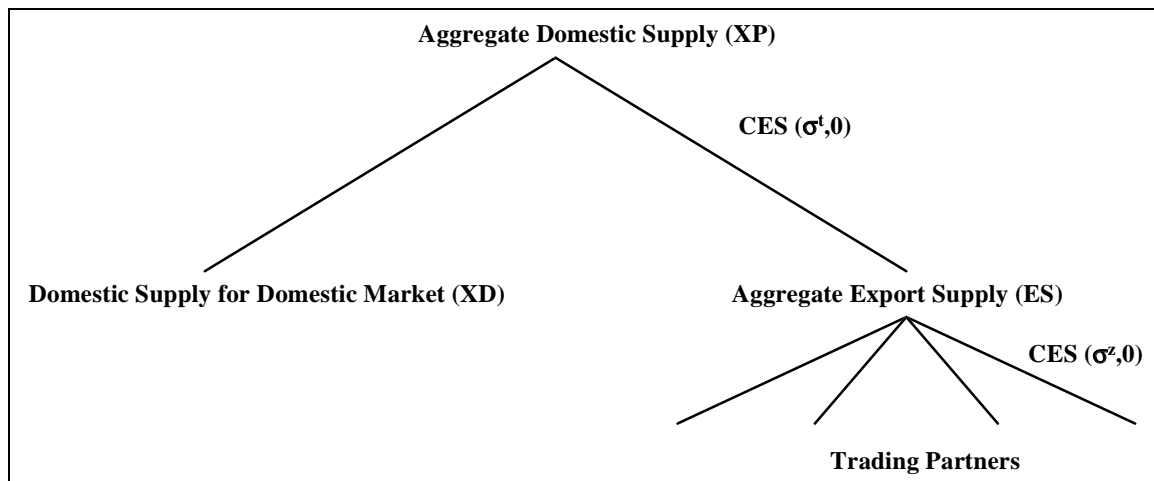 Aggregate Domestic Supply (XP)
CES (σᵗ,0)
Domestic Supply for Domestic Market (XD)
Aggregate Export Supply (ES)
CES (σᶻ,0)
Trading Partners